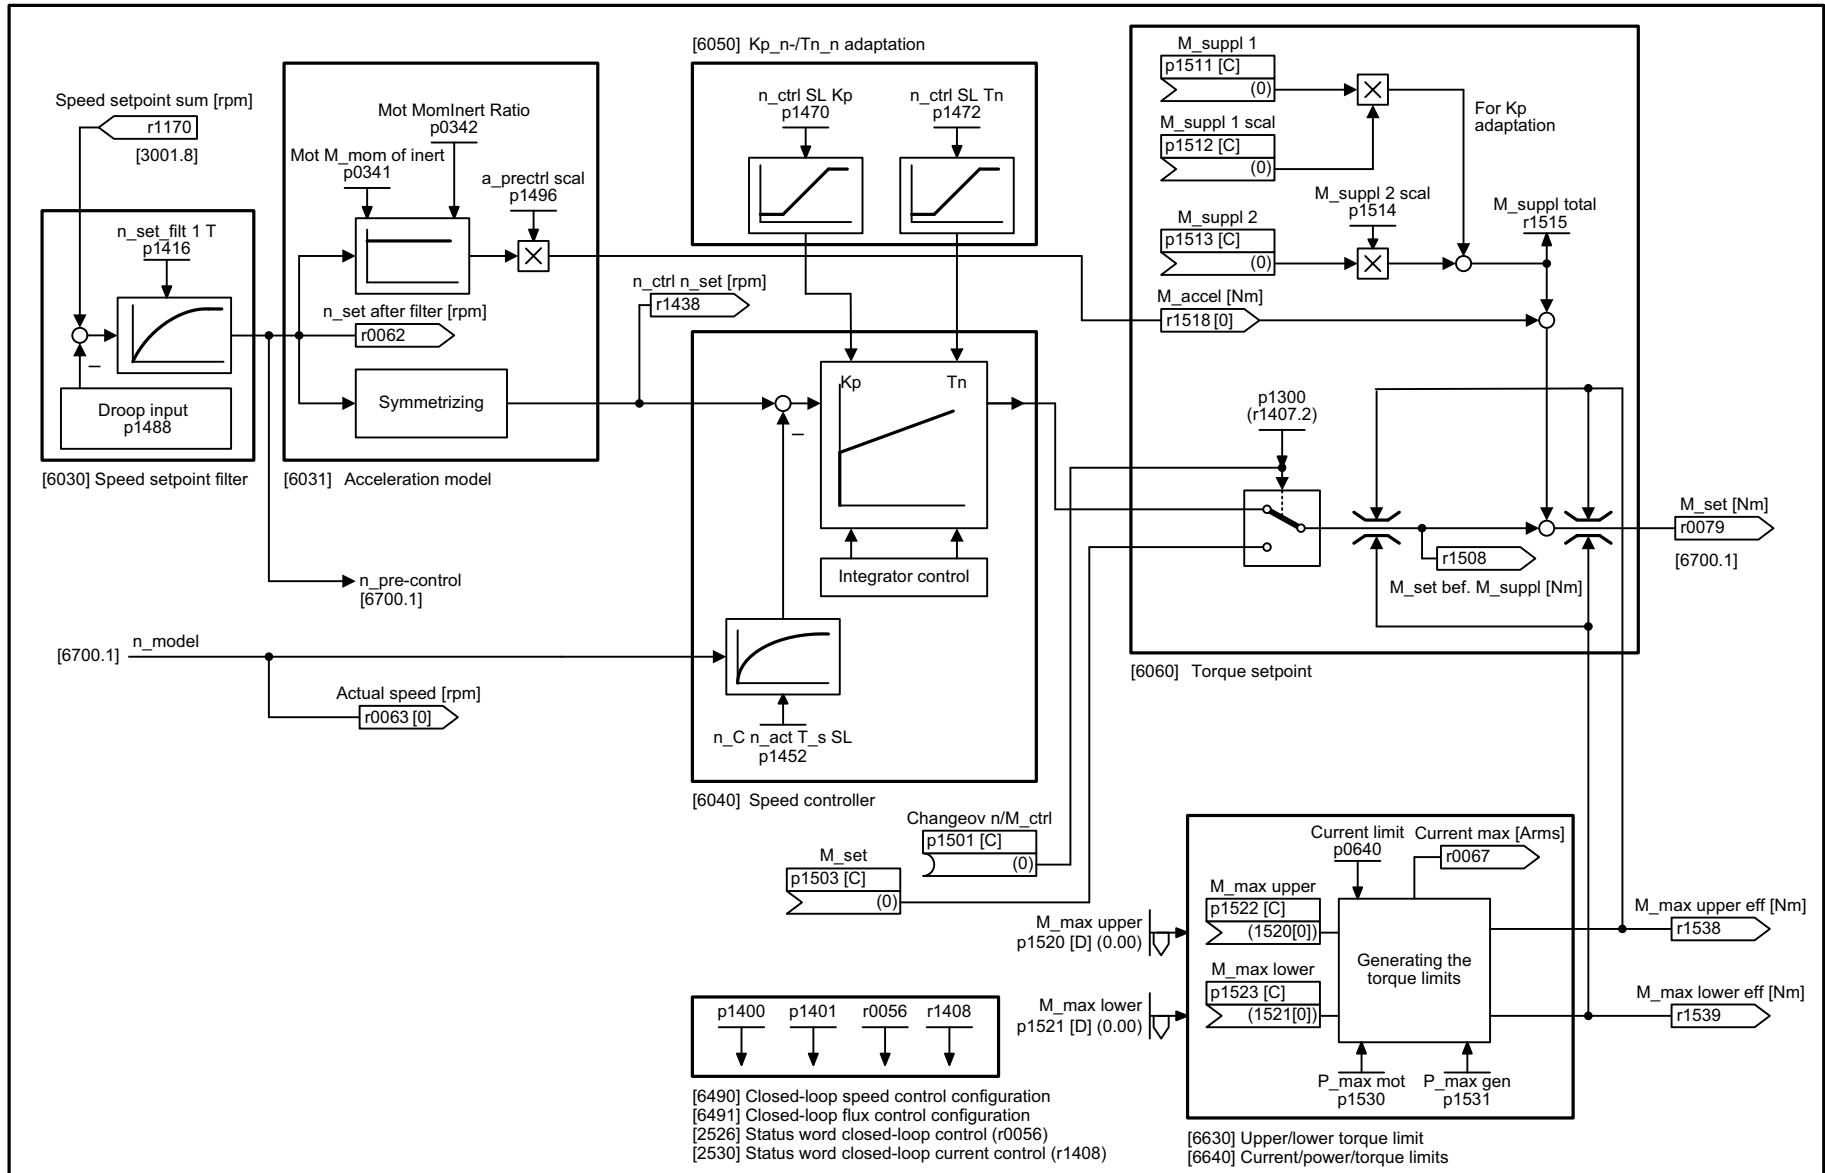 [6050] Kp_n-/Tn_n adaptation
n_ctrl SL Kp
p1470
n_ctrl SL Tn
p1472
Speed setpoint sum [rpm]
r1170
[3001.8]
Mot MomInert Ratio
p0342
Mot M_mom of inert
p0341
a_prectrl scal
p1496
n_set_filt 1 T
p1416
n_set after filter [rpm]
r0062
Symmetrizing
Droop input
p1488
–
[6030] Speed setpoint filter
[6031] Acceleration model
n_ctrl n_set [rpm]
r1438
Kp
Tn
–
Integrator control
n_pre-control
[6700.1]
[6700.1]
n_model
Actual speed [rpm]
r0063 [0]
n_C n_act T_s SL
p1452
[6040] Speed controller
M_suppl 1
p1511 [C]
(0)
M_suppl 1 scal
p1512 [C]
(0)
For Kp
adaptation
M_suppl 2
p1513 [C]
(0)
M_suppl 2 scal
p1514
M_suppl total
r1515
M_accel [Nm]
r1518 [0]
p1300
(r1407.2)
r1508
M_set bef. M_suppl [Nm]
M_set [Nm]
r0079
[6700.1]
[6060] Torque setpoint
Changeov n/M_ctrl
p1501 [C]
(0)
M_set
p1503 [C]
(0)
Current limit
p0640
Current max [Arms]
r0067
M_max upper
p1520 [D] (0.00)
M_max upper
p1522 [C]
(1520[0])
M_max lower
p1521 [D] (0.00)
M_max lower
p1523 [C]
(1521[0])
Generating the
torque limits
M_max upper eff [Nm]
r1538
M_max lower eff [Nm]
r1539
P_max mot
p1530
P_max gen
p1531
[6630] Upper/lower torque limit
[6640] Current/power/torque limits
p1400
p1401
r0056
r1408
[6490] Closed-loop speed control configuration
[6491] Closed-loop flux control configuration
[2526] Status word closed-loop control (r0056)
[2530] Status word closed-loop current control (r1408)